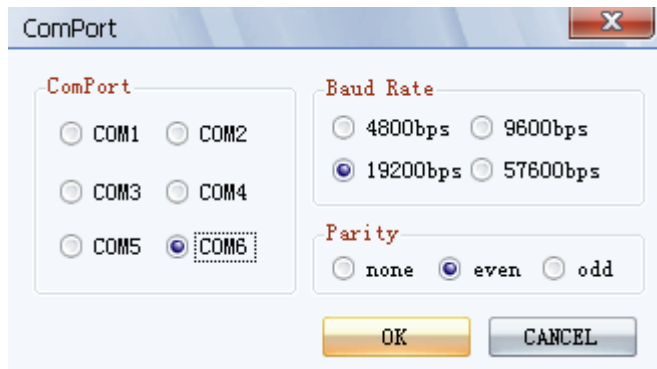 ComPort
ComPort
COM1 COM2
COM3 COM4
COM5 COM6
Baud Rate
4800bps 9600bps
19200bps 57600bps
Parity
none even odd
OK CANCEL